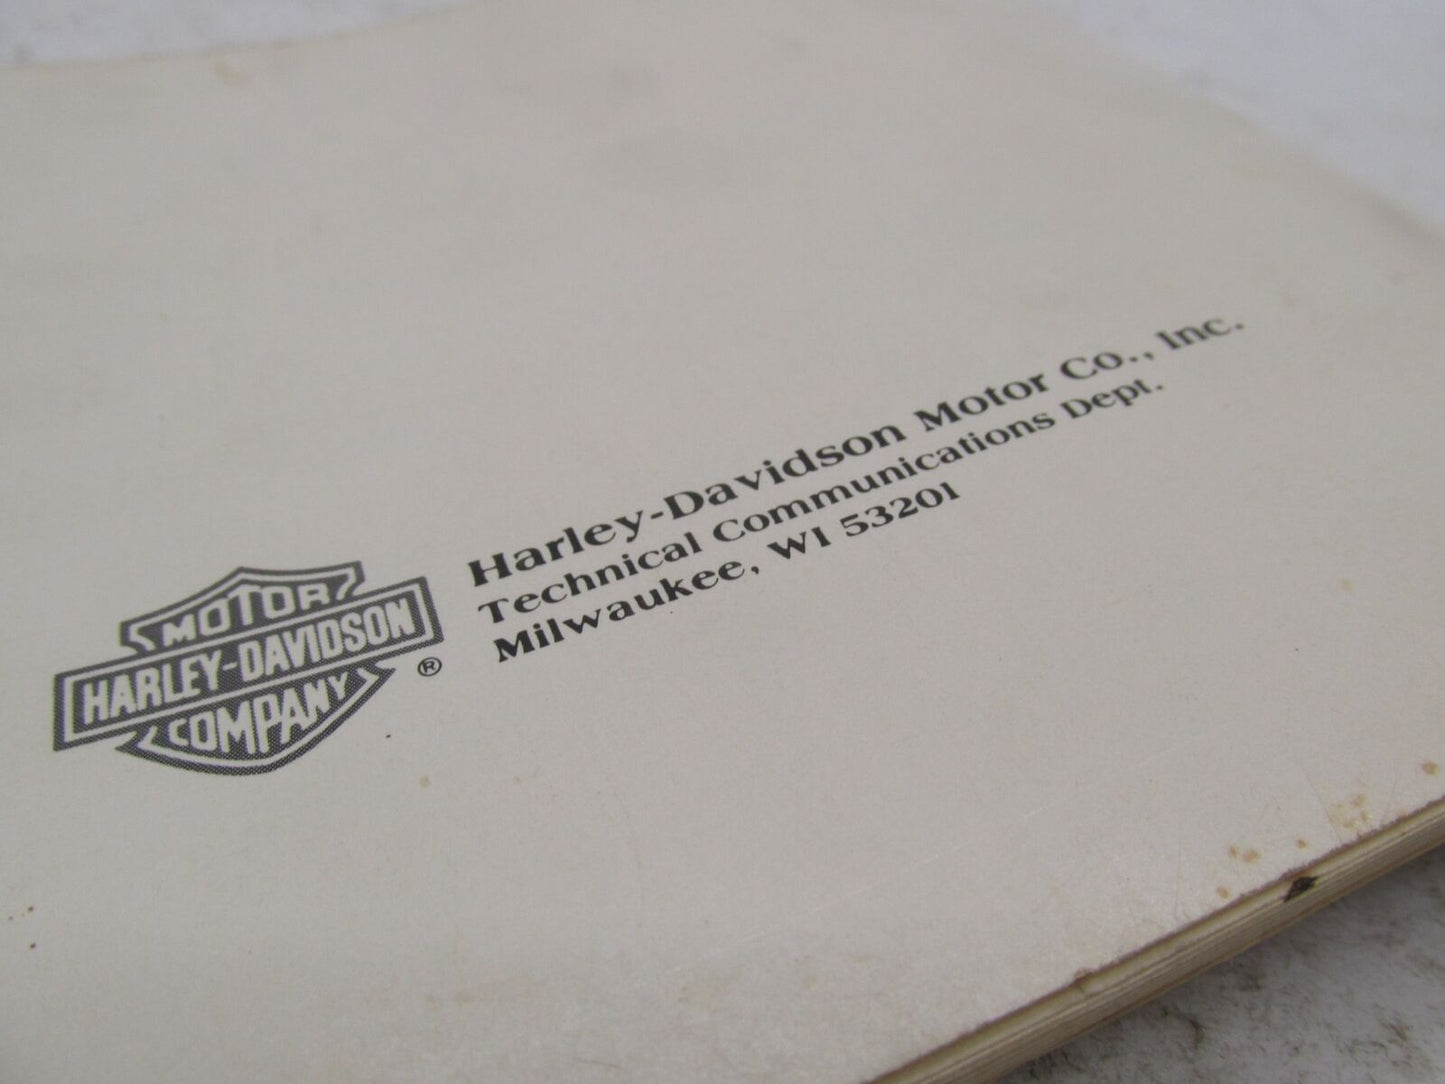 MOTOR
HARLEY-DAVIDSON
COMPANY
®
Harley-Davidson Motor Co., Inc.
Technical Communications Dept.
Milwaukee, WI 53201